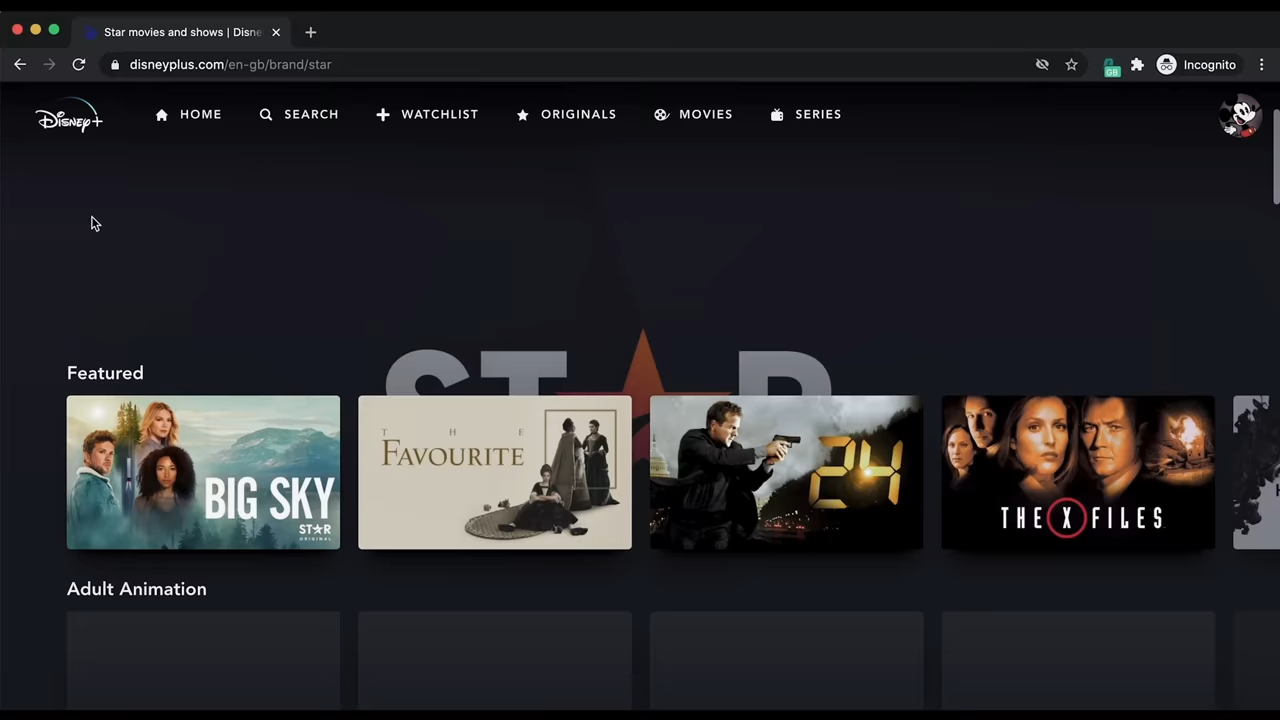 Star movies and shows | Disne
disneyplus.com/en-gb/brand/star
GB
Incognito
Disney+
HOME
SEARCH
WATCHLIST
ORIGINALS
MOVIES
SERIES
STAR
Featured
BIG SKY
STAR
ORIGINAL
THE
FAVOURITE
24
THE X FILES
Adult Animation